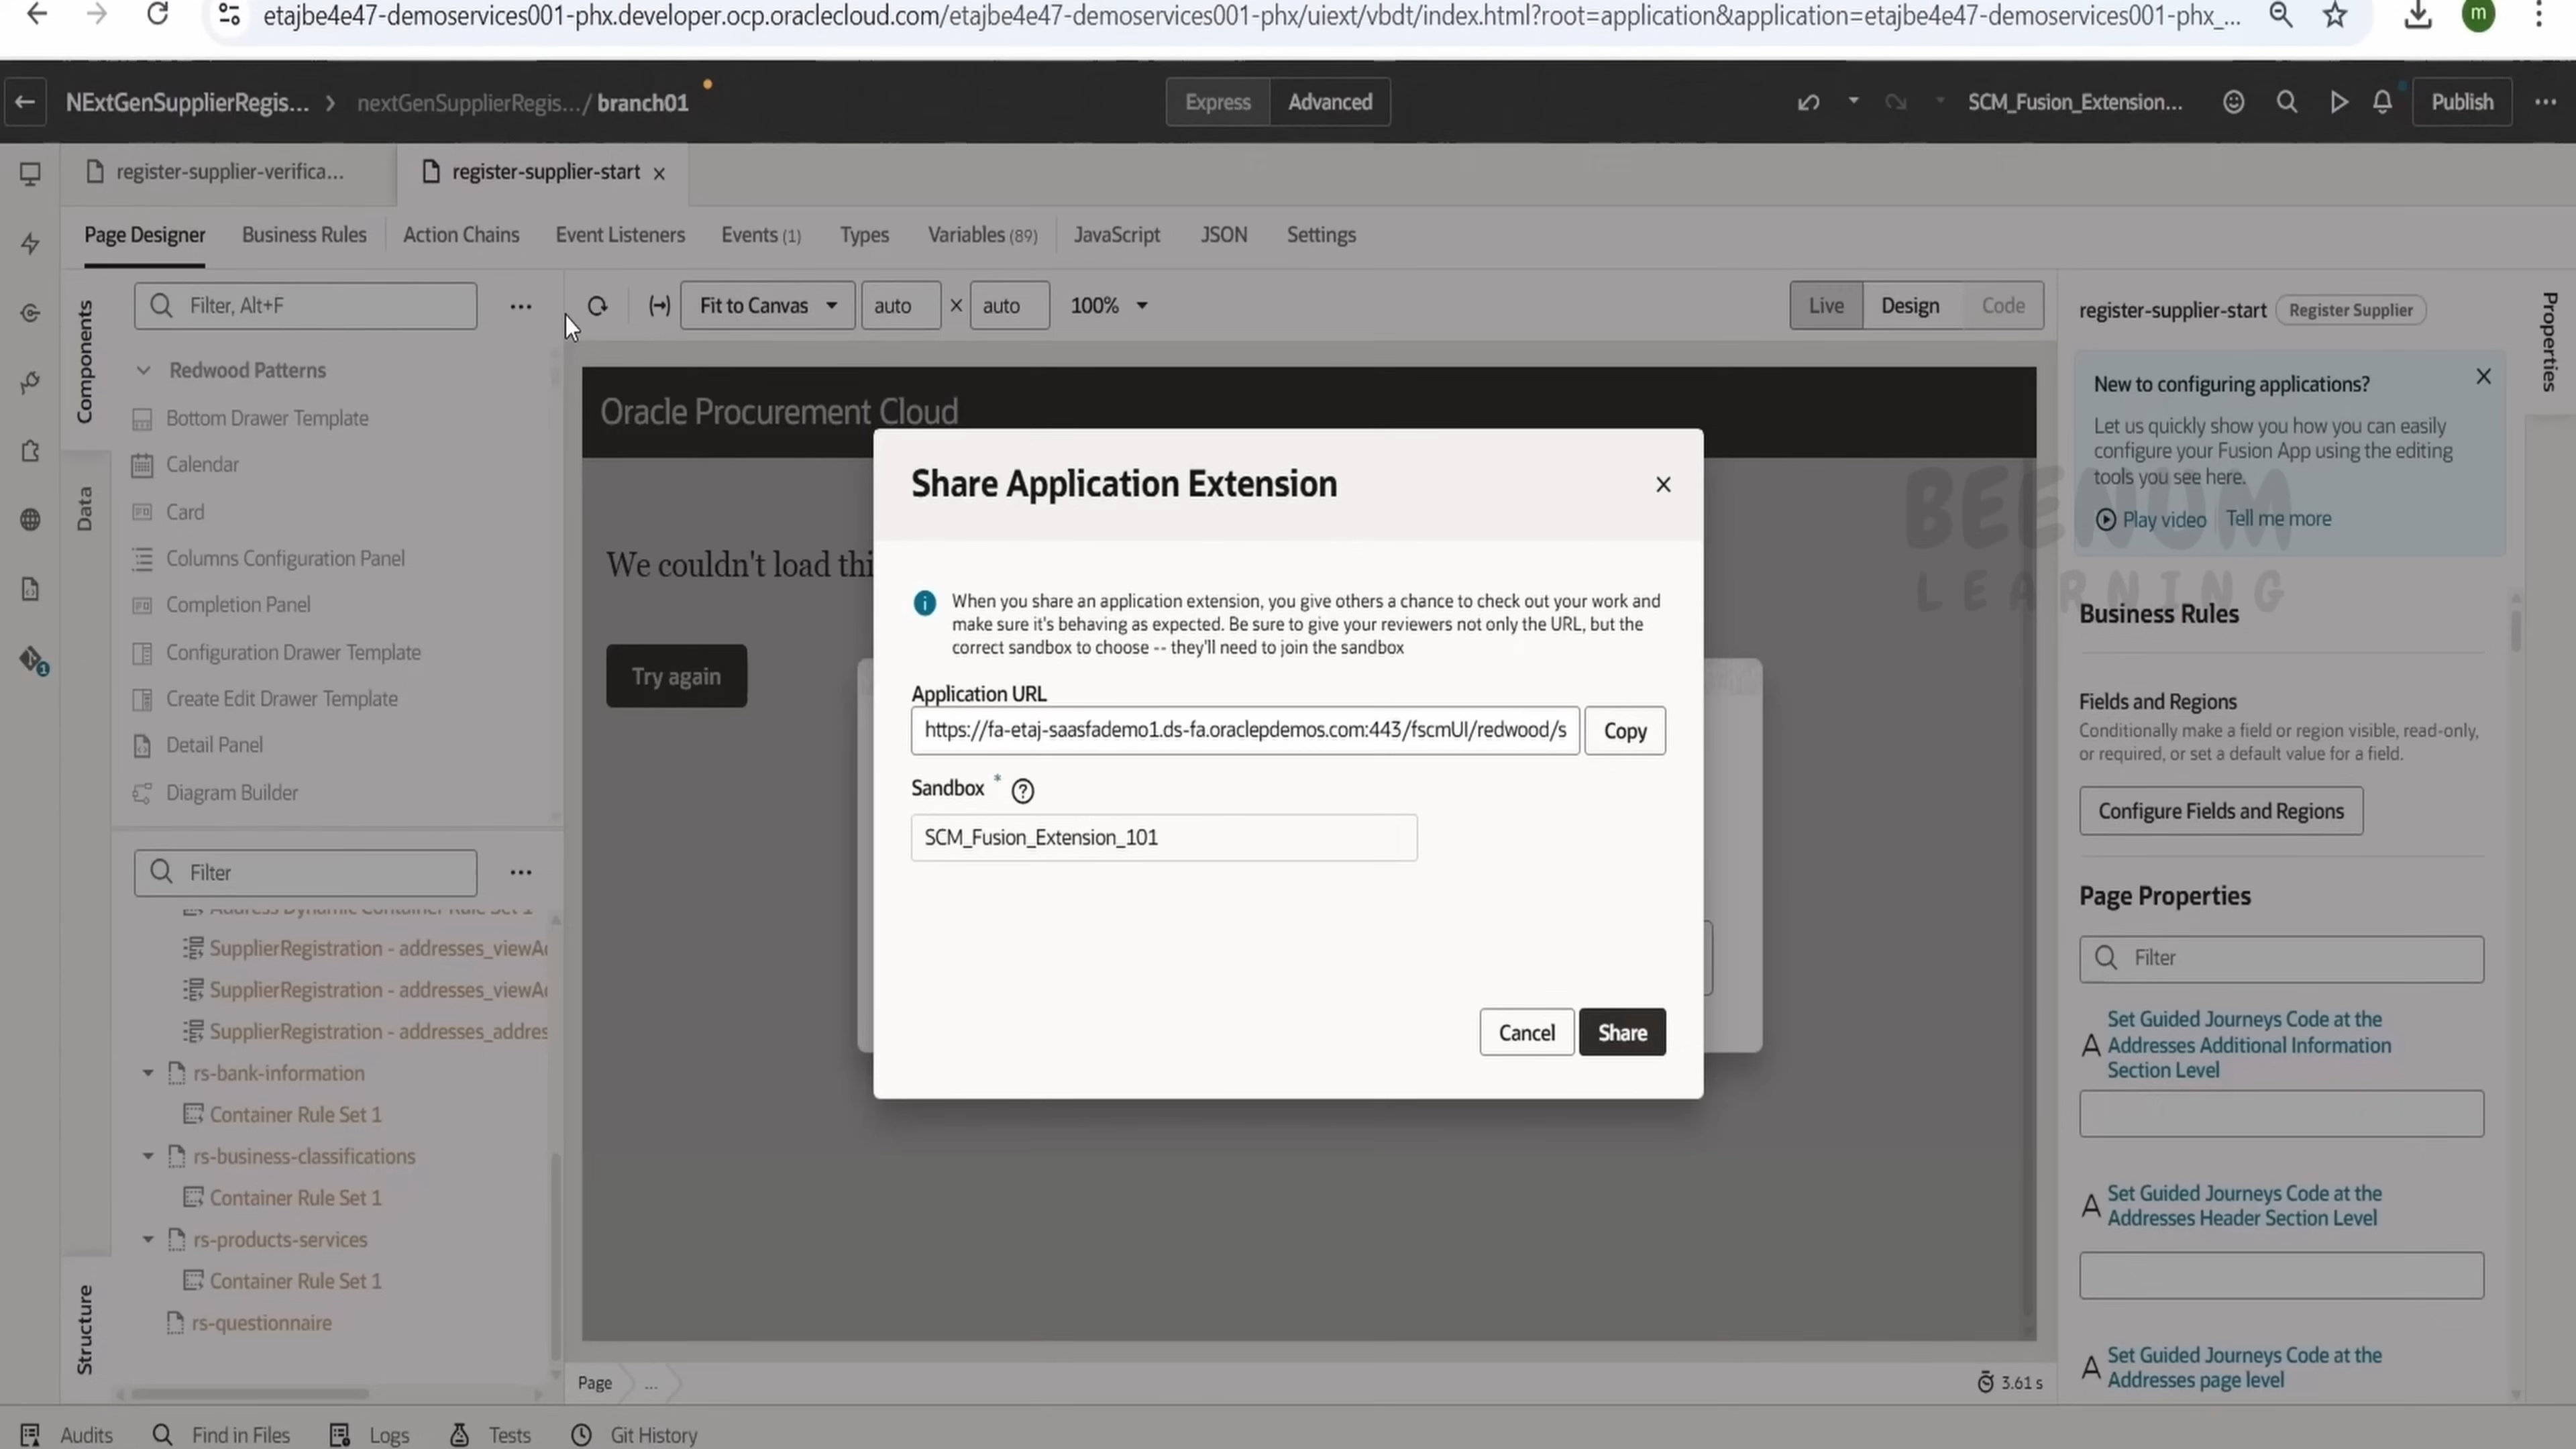 etajbe4e47-demoservices001-phx.developer.ocp.oraclecloud.com/etajbe4e47-demoservices001-phx/uiext/vbdt/index.html?root=application&application=etajbe4e47-demoservices001-phx_...
m
NExtGenSupplierRegis... > nextGenSupplierRegis.../ branch01
Express Advanced
SCM_Fusion_Extension...
Publish
register-supplier-verifica...
register-supplier-start
Page Designer Business Rules Action Chains Event Listeners Events (1) Types Variables (89) JavaScript JSON Settings
Components
Data
Structure
Filter, Alt+F
Redwood Patterns
Bottom Drawer Template
Calendar
Card
Columns Configuration Panel
Completion Panel
Configuration Drawer Template
Create Edit Drawer Template
Detail Panel
Diagram Builder
1
Filter
Address Dynamic Container Rule Set 1
SupplierRegistration - addresses_viewA
SupplierRegistration - addresses_viewA
SupplierRegistration - addresses_addres
rs-bank-information
Container Rule Set 1
rs-business-classifications
Container Rule Set 1
rs-products-services
Container Rule Set 1
rs-questionnaire
Fit to Canvas auto × auto 100%
Live Design Code
Oracle Procurement Cloud
We couldn't load thi
Try again
Share Application Extension
When you share an application extension, you give others a chance to check out your work and
make sure it's behaving as expected. Be sure to give your reviewers not only the URL, but the
correct sandbox to choose -- they'll need to join the sandbox
Application URL
https://fa-etaj-saasfademo1.ds-fa.oraclepdemos.com:443/fscmUI/redwood/s
Copy
Sandbox *
SCM_Fusion_Extension_101
Cancel Share
Page ...
3.61 s
Properties
register-supplier-start Register Supplier
New to configuring applications?
Let us quickly show you how you can easily
configure your Fusion App using the editing
tools you see here.
Play video Tell me more
BEENUM
LEARNING
Business Rules
Fields and Regions
Conditionally make a field or region visible, read-only,
or required, or set a default value for a field.
Configure Fields and Regions
Page Properties
Filter
Set Guided Journeys Code at the
Addresses Additional Information
Section Level
Set Guided Journeys Code at the
Addresses Header Section Level
Set Guided Journeys Code at the
Addresses page level
Audits Find in Files Logs Tests Git History